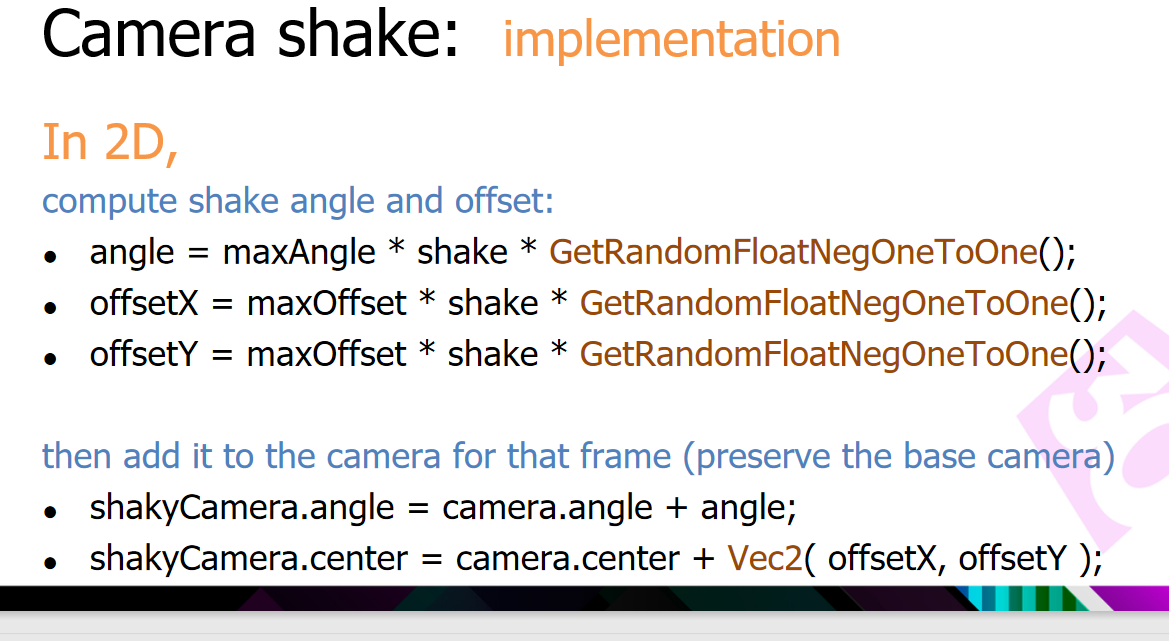 Camera shake: implementation
In 2D,
compute shake angle and offset:
• angle = maxAngle * shake * GetRandomFloatNegOneToOne();
• offsetX = maxOffset * shake * GetRandomFloatNegOneToOne();
• offsetY = maxOffset * shake * GetRandomFloatNegOneToOne();
then add it to the camera for that frame (preserve the base camera)
• shakyCamera.angle = camera.angle + angle;
• shakyCamera.center = camera.center + Vec2( offsetX, offsetY );